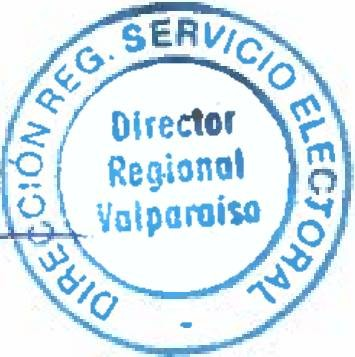 DIRECCIÓN REG. SERVICIO ELECTORAL
Director
Regional
Valparaiso
-